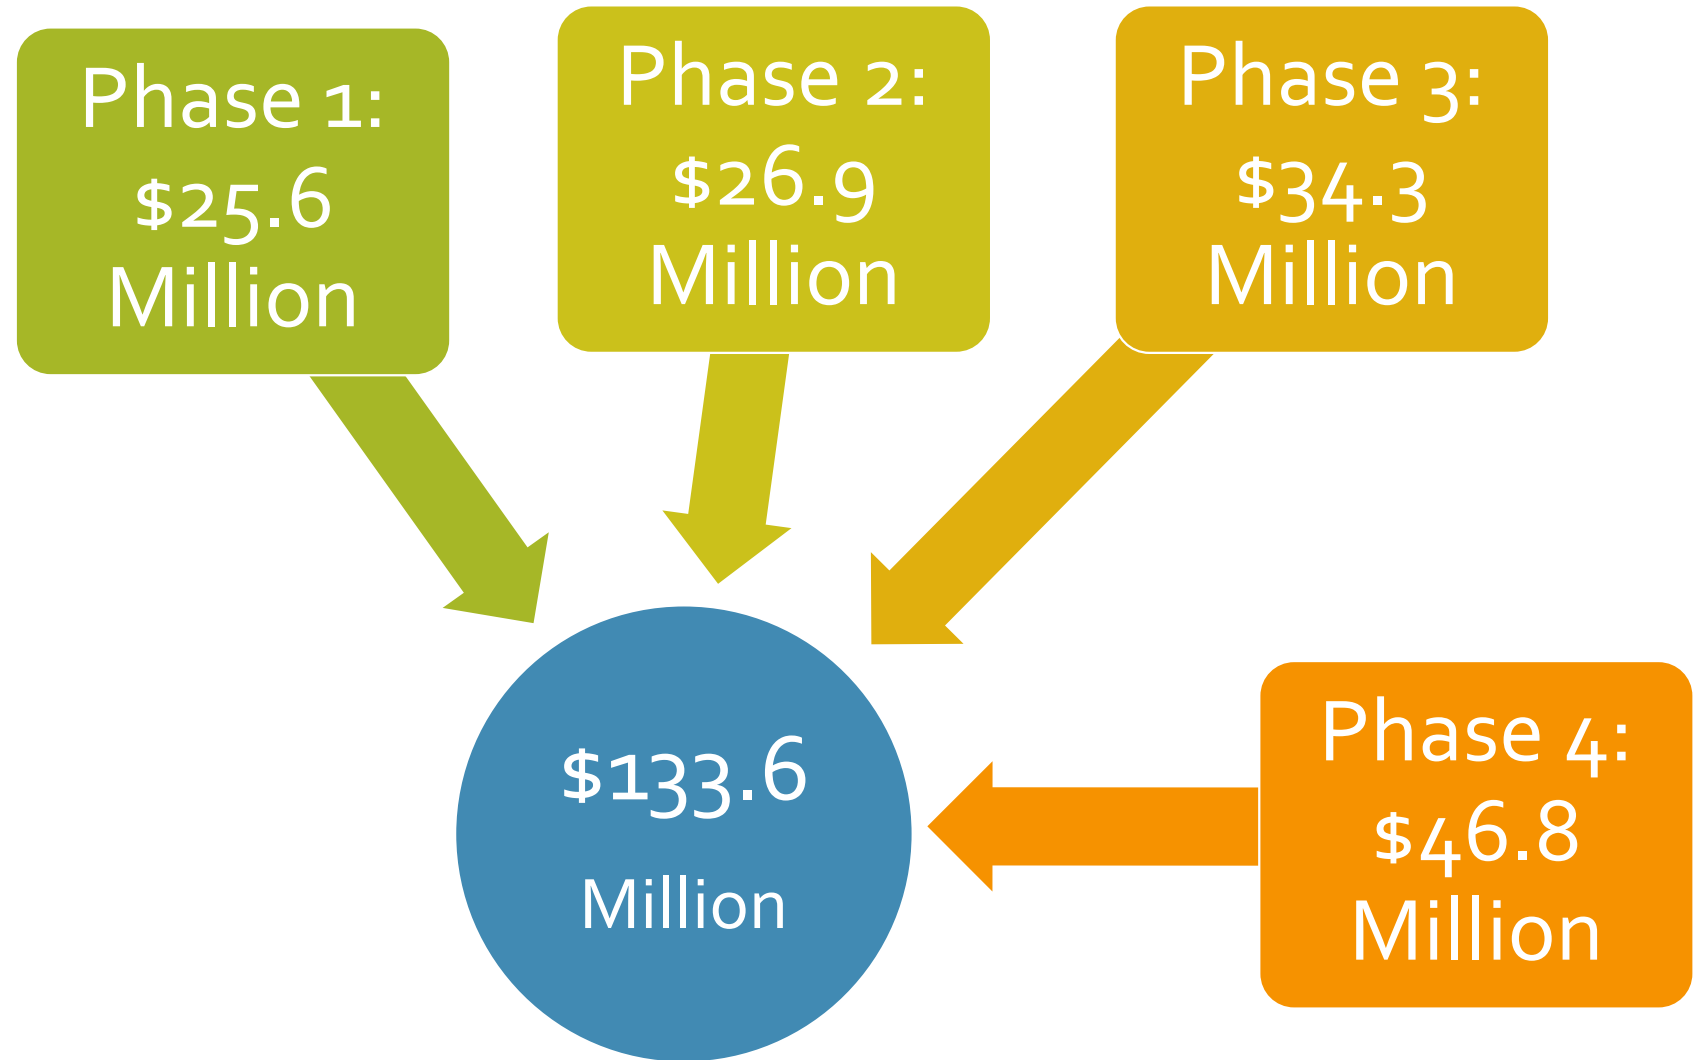 Phase 1:
$25.6
Million
Phase 2:
$26.9
Million
Phase 3:
$34.3
Million
$133.6
Million
Phase 4:
$46.8
Million